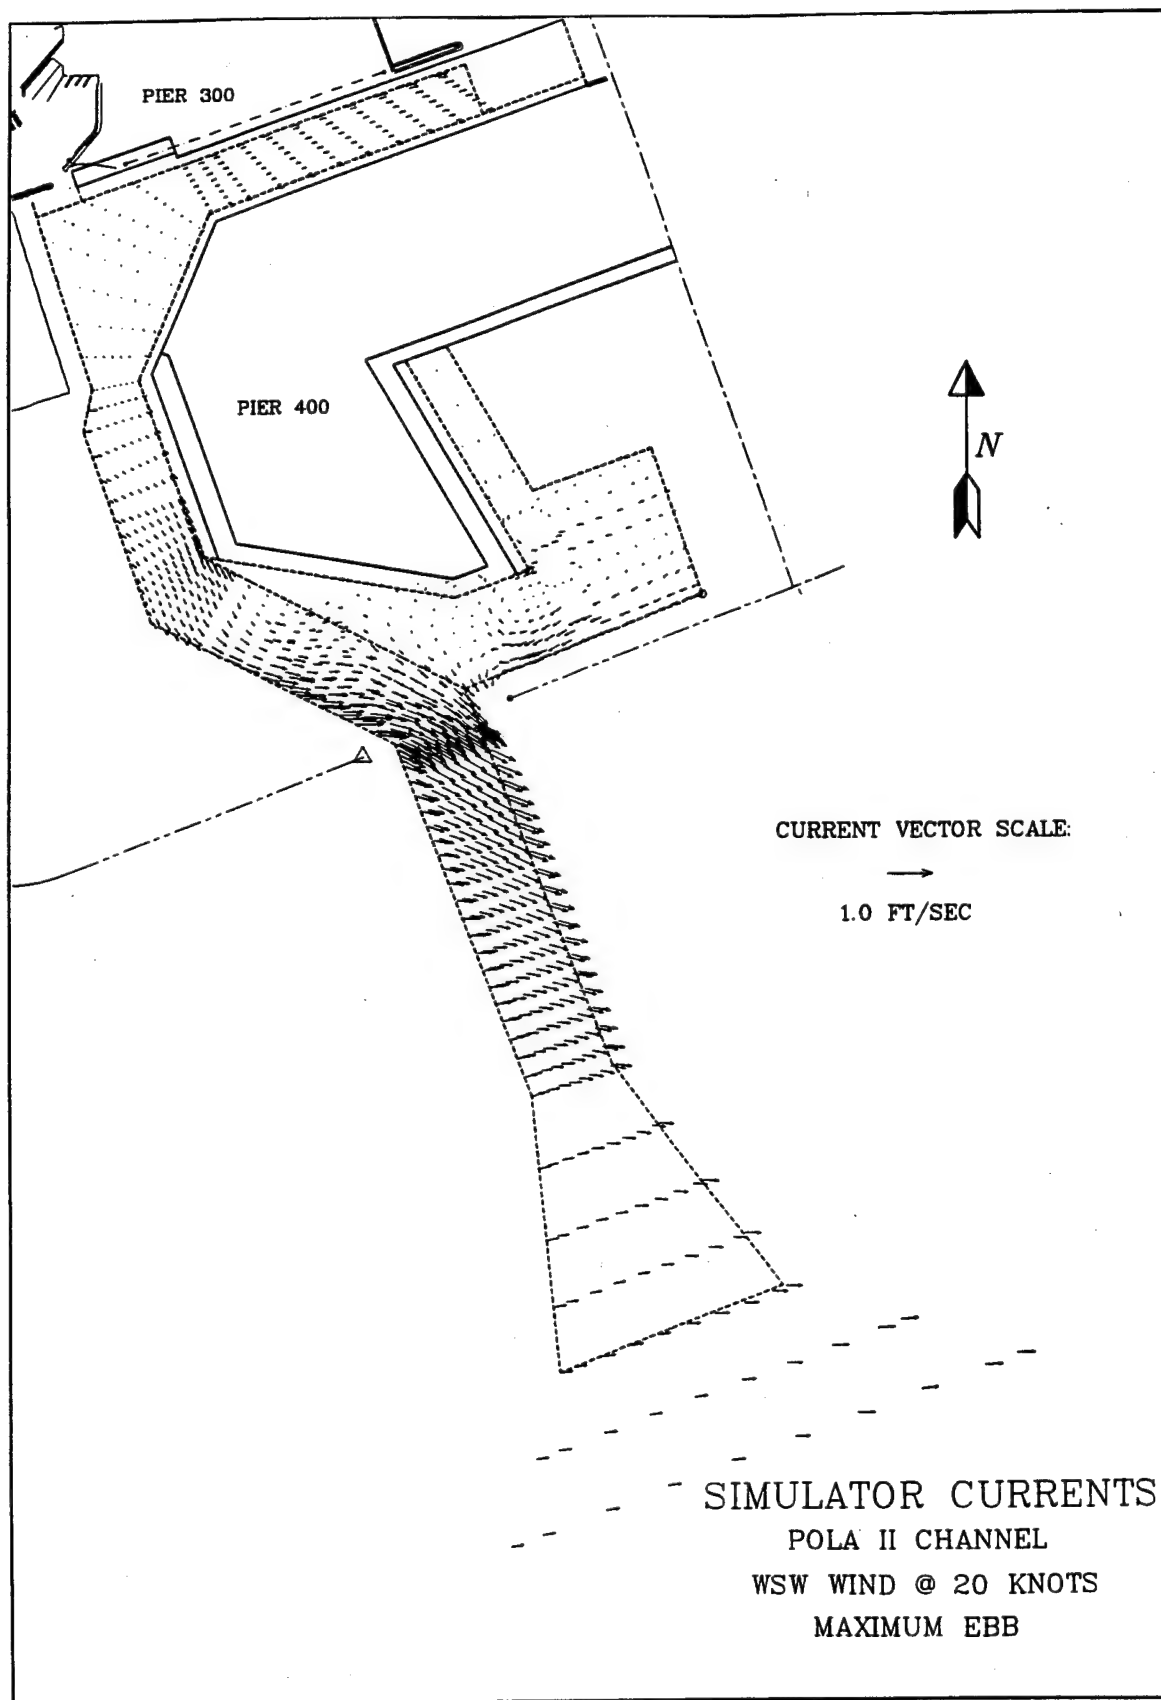 PIER 300
PIER 400
N
CURRENT VECTOR SCALE:
1.0 FT/SEC
SIMULATOR CURRENTS
POLA II CHANNEL
WSW WIND @ 20 KNOTS
MAXIMUM EBB